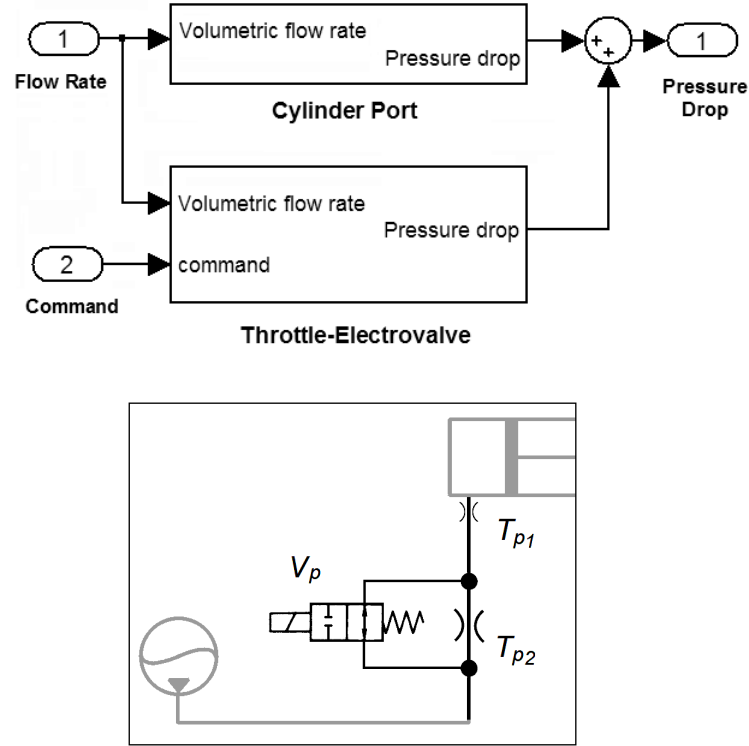 1
Flow Rate
Volumetric flow rate
Pressure drop
Cylinder Port
+
+
1
Pressure
Drop
Volumetric flow rate
Pressure drop
command
2
Command
Throttle-Electrovalve
Tp1
Vp
Tp2